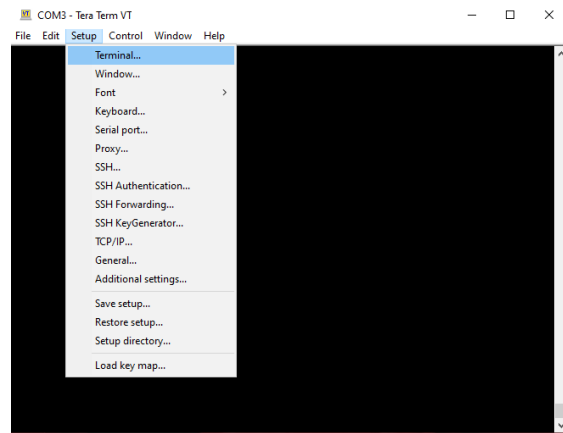 VT COM3 - Tera Term VT
File Edit Setup Control Window Help
Terminal...
Window...
Font
Keyboard...
Serial port...
Proxy...
SSH...
SSH Authentication...
SSH Forwarding...
SSH KeyGenerator...
TCP/IP...
General...
Additional settings...
Save setup...
Restore setup...
Setup directory...
Load key map...